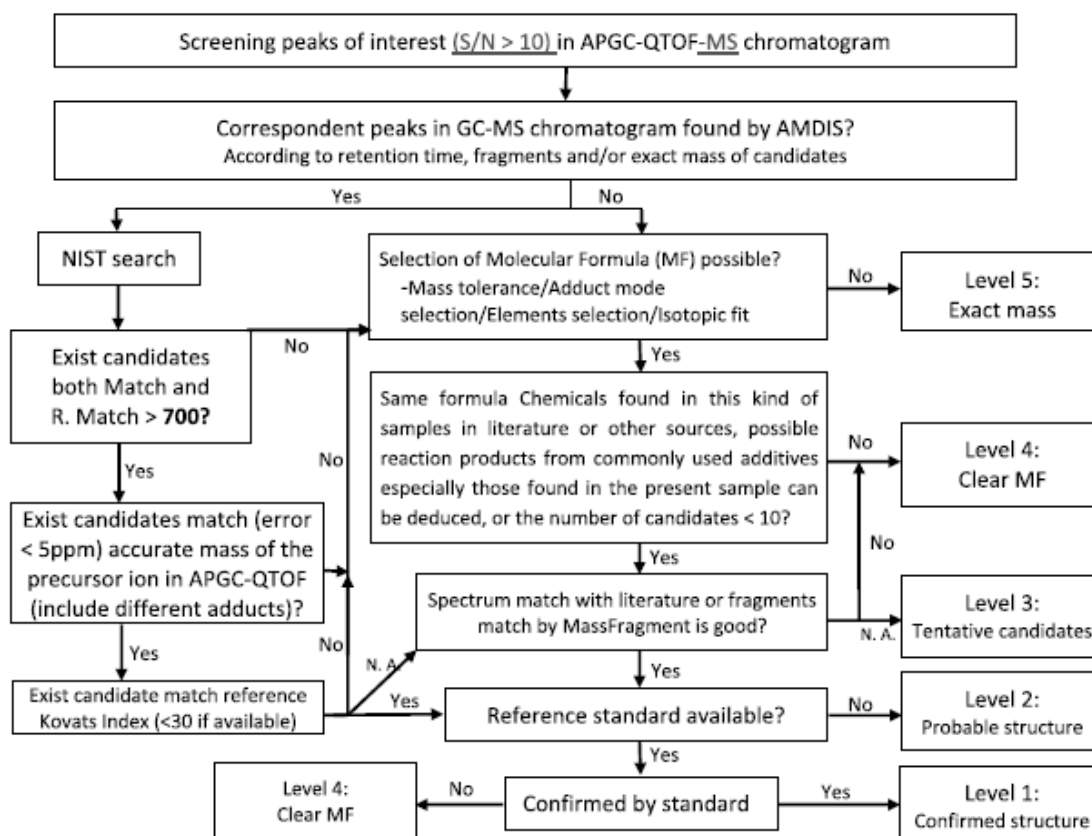 Screening peaks of interest (S/N > 10) in APGC-QTOF-MS chromatogram
Correspondent peaks in GC-MS chromatogram found by AMDIS?
According to retention time, fragments and/or exact mass of candidates
Yes
No
NIST search
Selection of Molecular Formula (MF) possible?
-Mass tolerance/Adduct mode
selection/Elements selection/Isotopic fit
No
Level 5:
Exact mass
Exist candidates
both Match and
R. Match > 700?
No
Yes
Same formula Chemicals found in this kind of
samples in literature or other sources, possible
reaction products from commonly used additives
especially those found in the present sample can
be deduced, or the number of candidates < 10?
No
Level 4:
Clear MF
Yes
No
Exist candidates match (error
< 5ppm) accurate mass of the
precursor ion in APGC-QTOF
(include different adducts)?
Yes
No
Spectrum match with literature or fragments
match by MassFragment is good?
N. A.
Level 3:
Tentative candidates
Yes
No
N. A.
Yes
Exist candidate match reference
Kovats Index (<30 if available)
Yes
Reference standard available?
No
Level 2:
Probable structure
Yes
Level 4:
Clear MF
No
Confirmed by standard
Yes
Level 1:
Confirmed structure